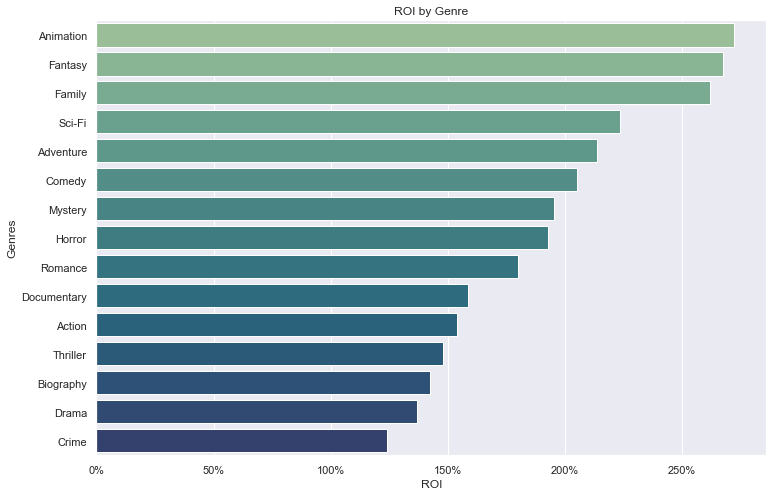 ROI by Genre
Animation
Fantasy
Family
Sci-Fi
Adventure
Comedy
Mystery
Horror
Romance
Documentary
Action
Thriller
Biography
Drama
Crime
Genres
0% 50% 100% 150% 200% 250%
ROI